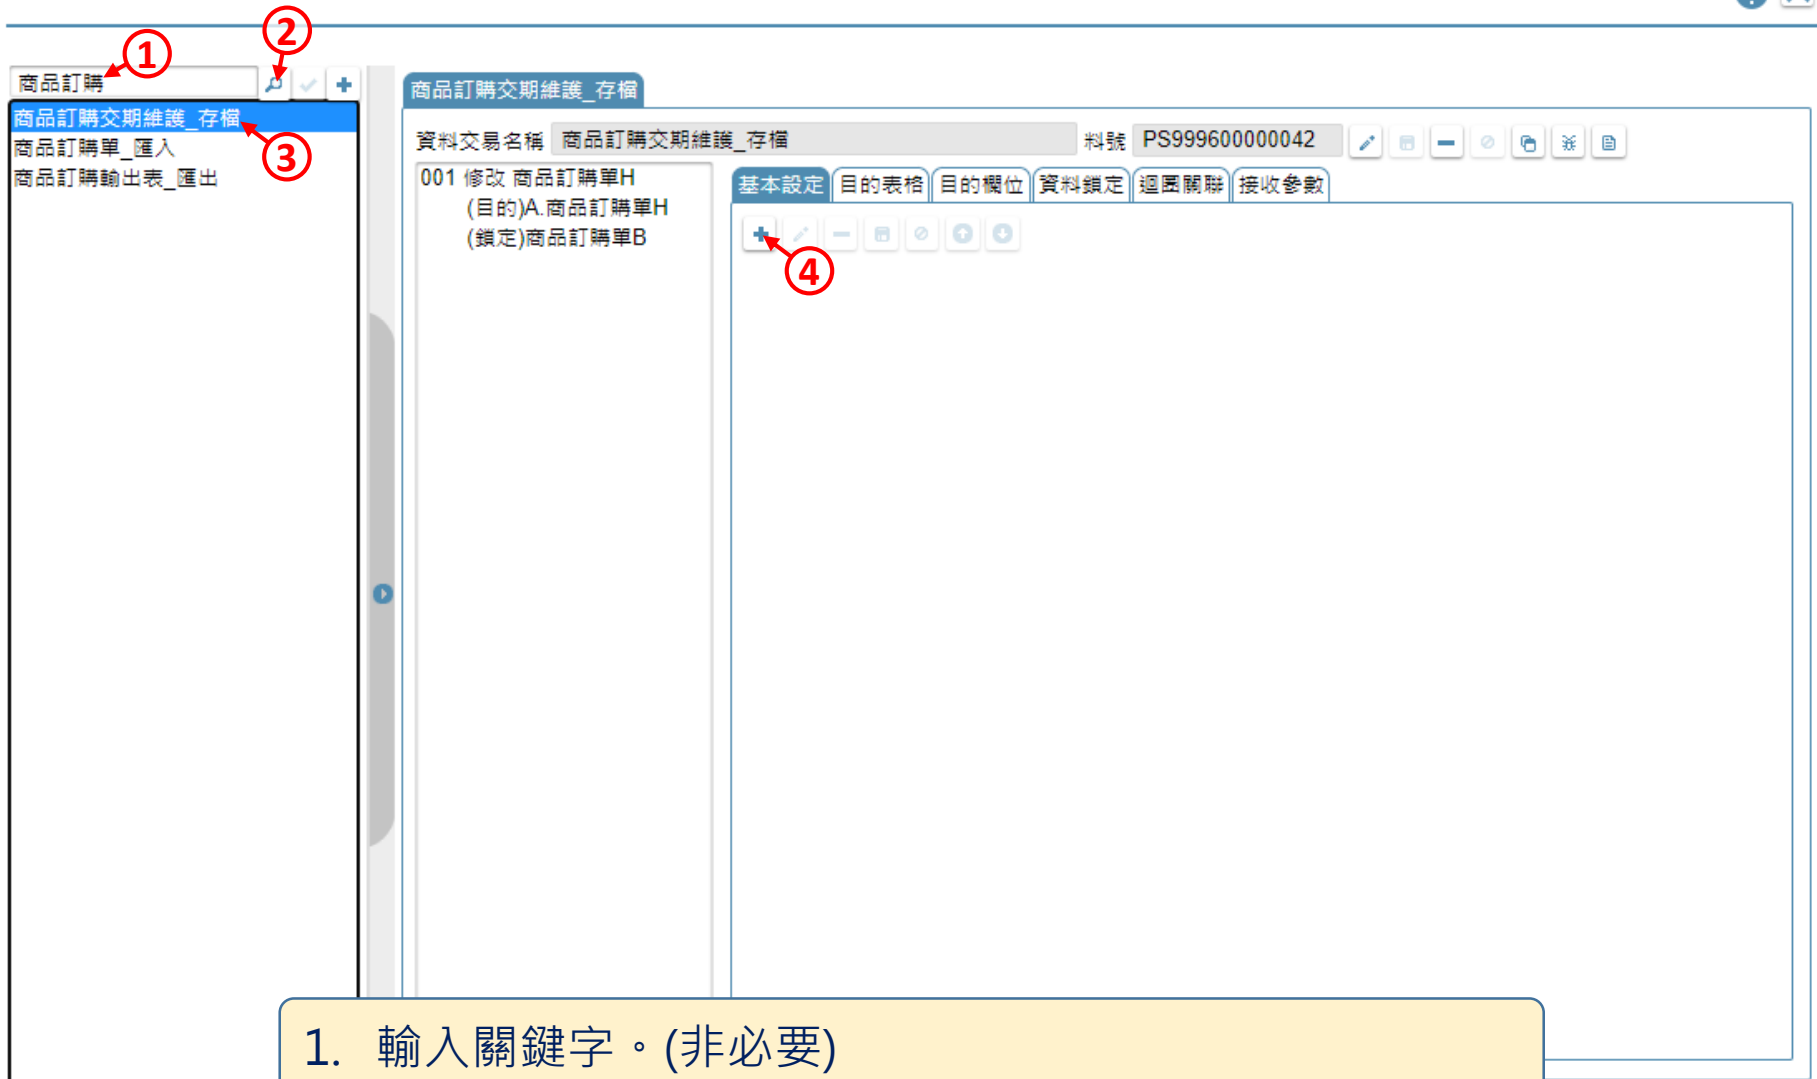 ①
②
商品訂購
商品訂購交期維護_存檔
商品訂購單_匯入
③
商品訂購輸出表_匯出
商品訂購交期維護_存檔
資料交易名稱 商品訂購交期維護_存檔 料號 PS999600000042
001 修改 商品訂購單H
(目的)A.商品訂購單H
(鎖定)商品訂購單B
基本設定 目的表格 目的欄位 資料鎖定 迴圈關聯 接收參數
④
1. 輸入關鍵字。(非必要)